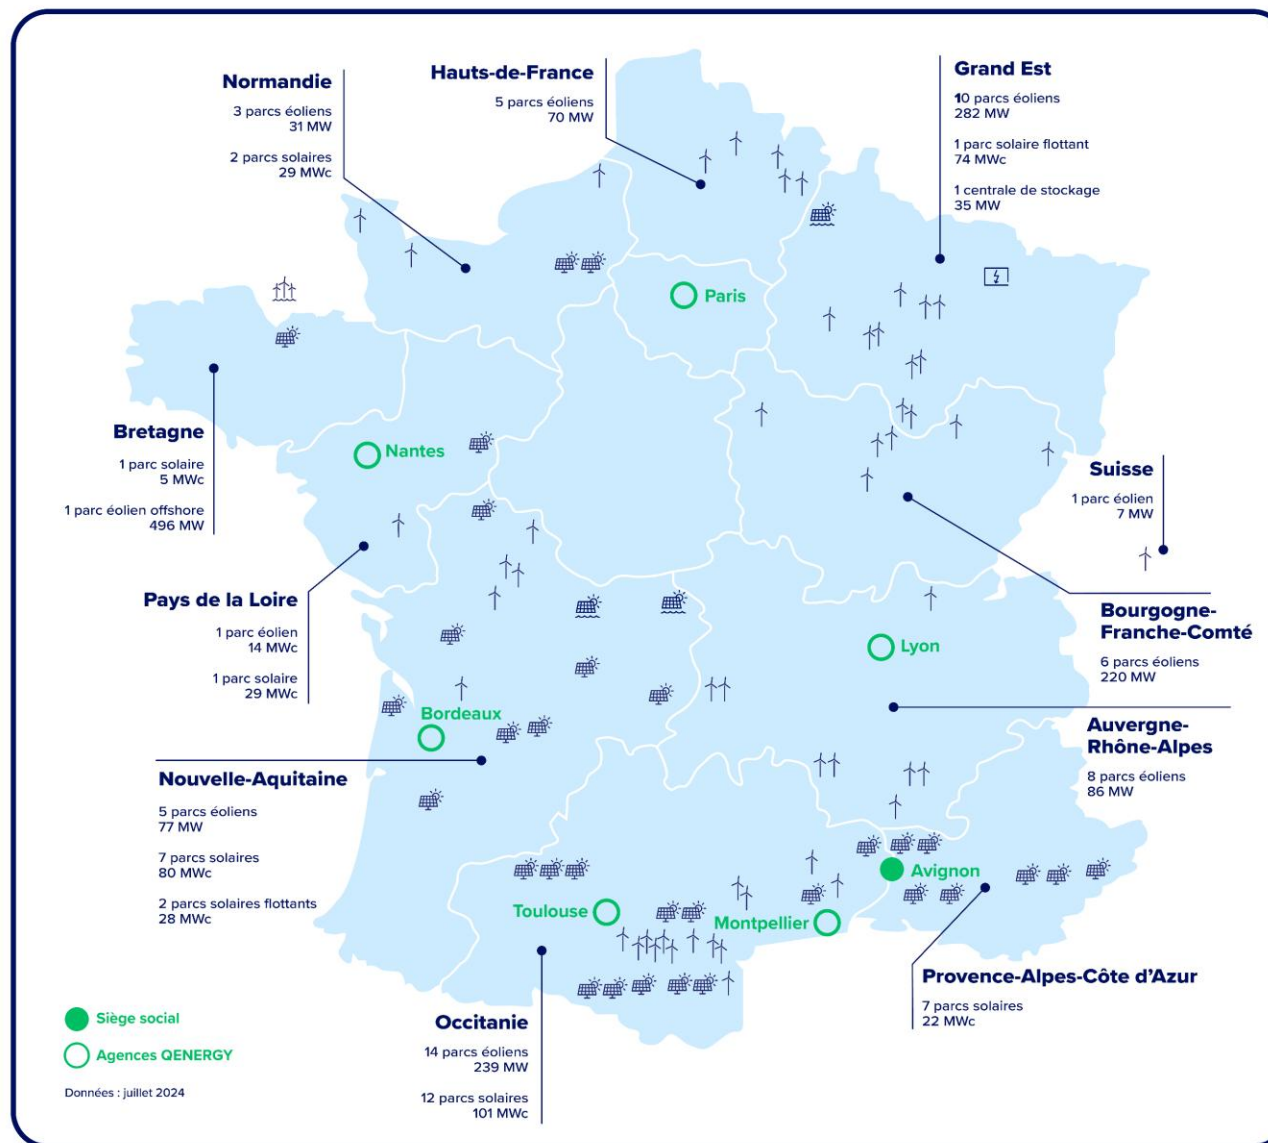 Normandie
3 parcs éoliens
31 MW
2 parcs solaires
29 MWc
Hauts-de-France
5 parcs éoliens
70 MW
Grand Est
10 parcs éoliens
282 MW
1 parc solaire flottant
74 MWc
1 centrale de stockage
35 MW
Paris
Bretagne
1 parc solaire
5 MWc
1 parc éolien offshore
496 MW
Nantes
Suisse
1 parc éolien
7 MW
Pays de la Loire
1 parc éolien
14 MWc
1 parc solaire
29 MWc
Bourgogne-
Franche-Comté
6 parcs éoliens
220 MW
Lyon
Bordeaux
Auvergne-
Rhône-Alpes
8 parcs éoliens
86 MW
Nouvelle-Aquitaine
5 parcs éoliens
77 MW
7 parcs solaires
80 MWc
2 parcs solaires flottants
28 MWc
Avignon
Toulouse
Montpellier
Provence-Alpes-Côte d'Azur
7 parcs solaires
22 MWc
Occitanie
14 parcs éoliens
239 MW
12 parcs solaires
101 MWc
Siège social
Agences QENERGY
Données : juillet 2024